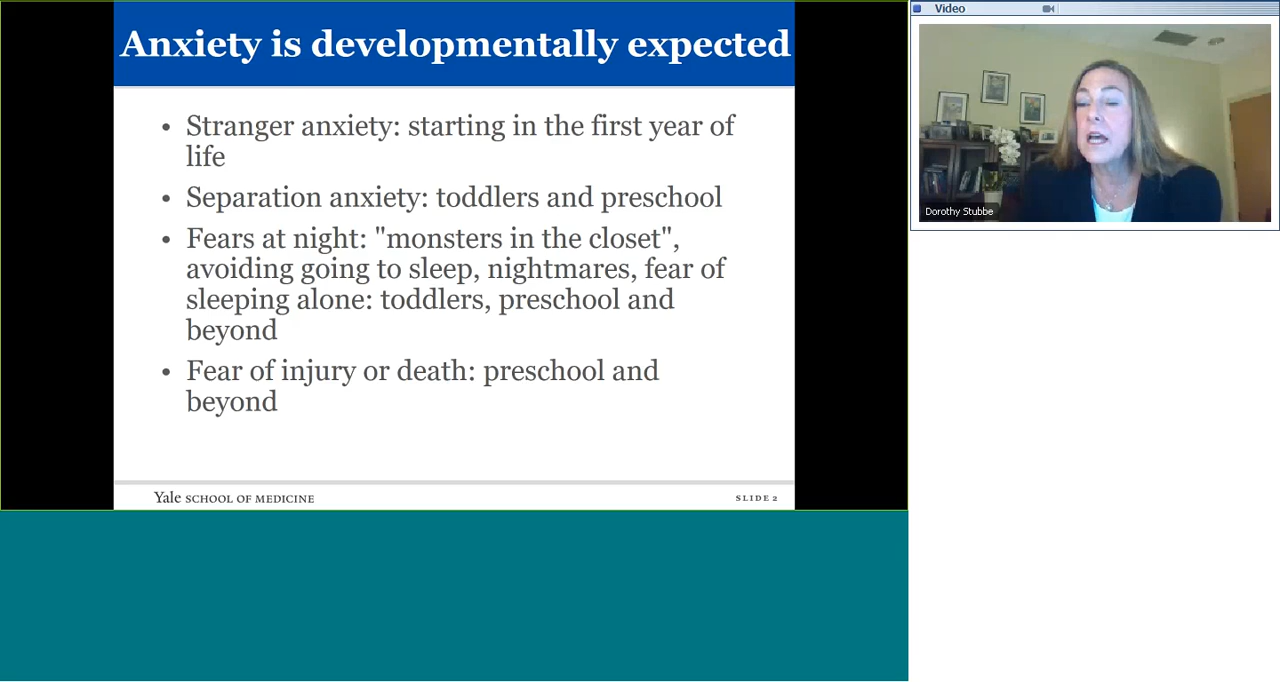 Anxiety is developmentally expected
• Stranger anxiety: starting in the first year of
life
• Separation anxiety: toddlers and preschool
• Fears at night: "monsters in the closet",
avoiding going to sleep, nightmares, fear of
sleeping alone: toddlers, preschool and
beyond
• Fear of injury or death: preschool and
beyond
Yale SCHOOL OF MEDICINE
SLIDE 2
Video
Dorothy Stubbe